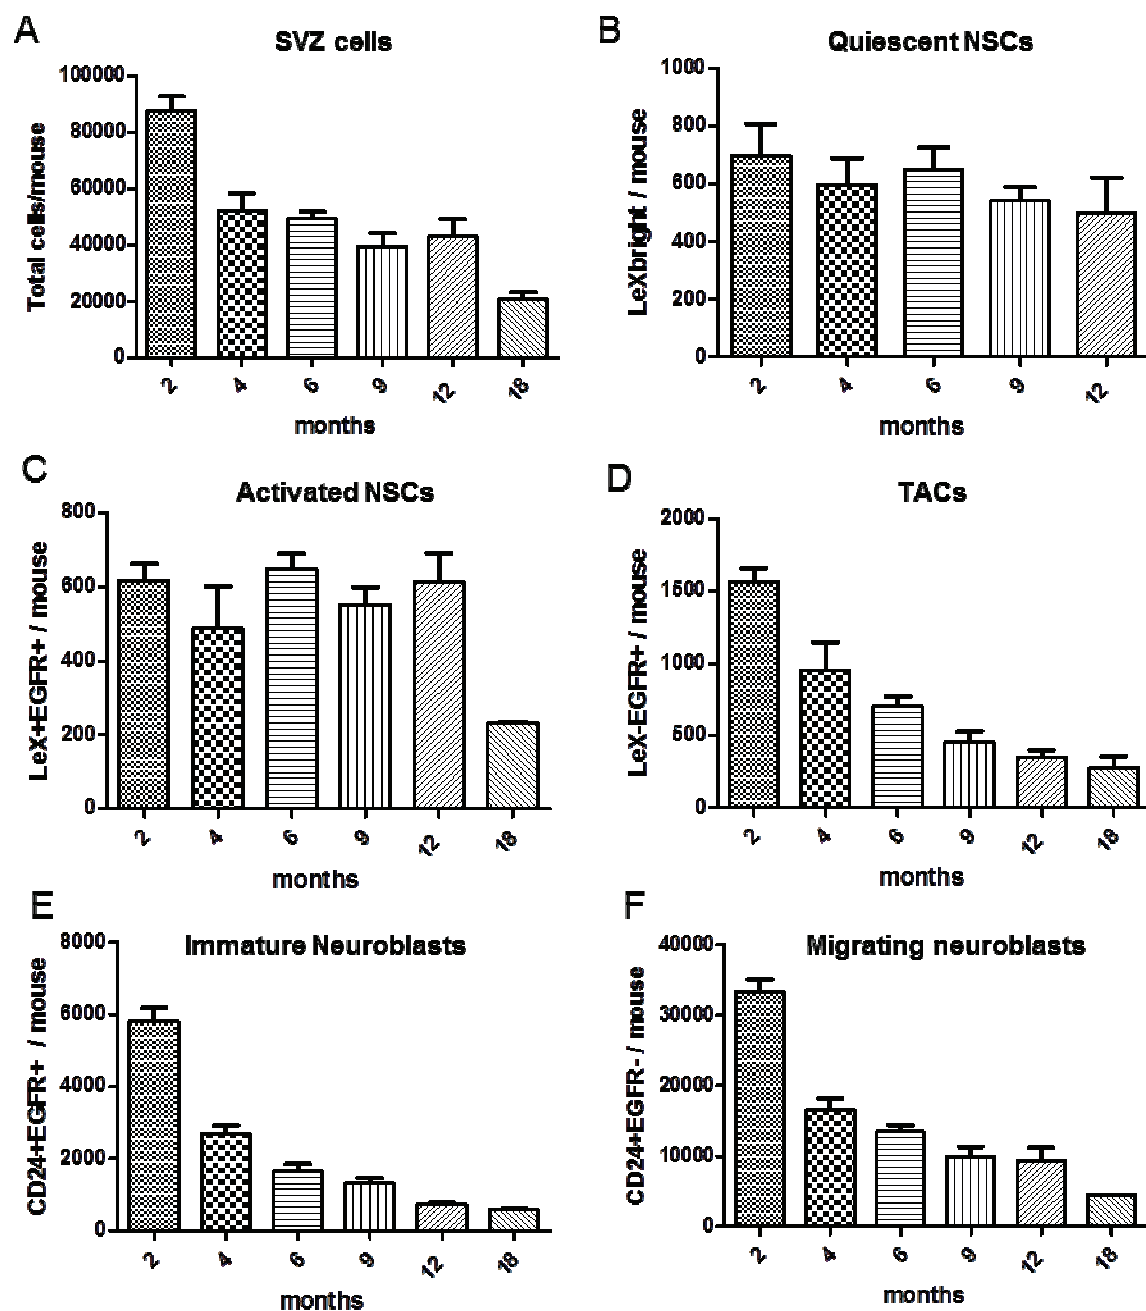 A
SVZ cells
Total cells/mouse
100000
80000
60000
40000
20000
0
2 4 6 9 12 18
months
B
Quiescent NSCs
LeXbright / mouse
1000
800
600
400
200
0
2 4 6 9 12
months
C
Activated NSCs
LeX+EGFR+ / mouse
800
600
400
200
0
2 4 6 9 12 18
months
D
TACs
LeX-EGFR+ / mouse
2000
1500
1000
500
0
2 4 6 9 12 18
months
E
Immature Neuroblasts
CD24+EGFR+ / mouse
8000
6000
4000
2000
0
2 4 6 9 12 18
months
F
Migrating neuroblasts
CD24+EGFR- / mouse
40000
30000
20000
10000
0
2 4 6 9 12 18
months